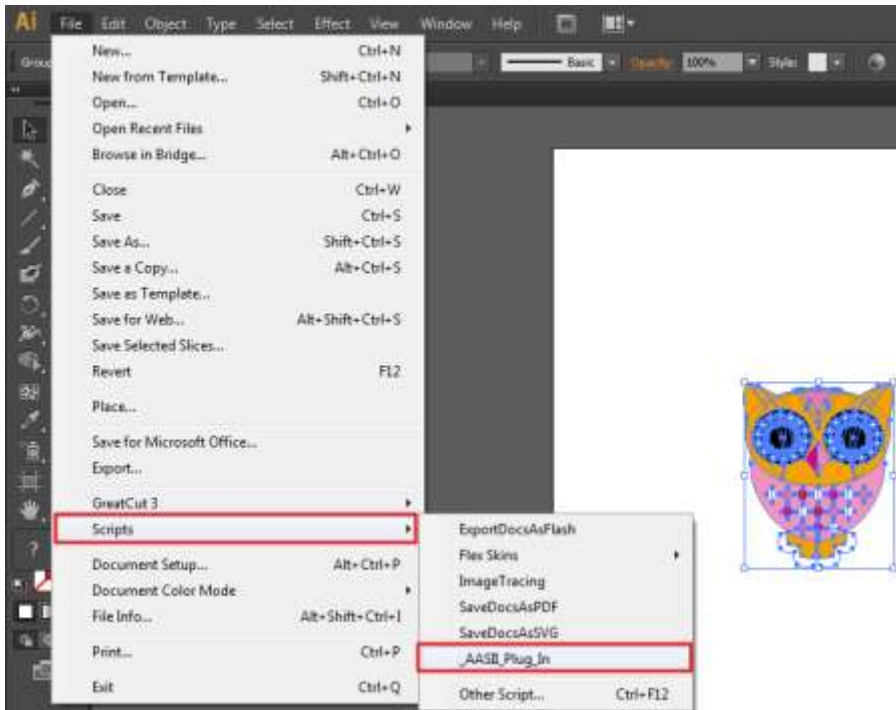 Ai File Edit Object Type Select Effect View Window Help
Basic Opacity: 100% Style:
New... Ctrl+N
New from Template... Shift+Ctrl+N
Open... Ctrl+O
Open Recent Files
Browse in Bridge... Alt+Ctrl+O
Close Ctrl+W
Save Ctrl+S
Save As... Shift+Ctrl+S
Save a Copy... Alt+Ctrl+S
Save as Template...
Save for Web... Alt+Shift+Ctrl+S
Save Selected Slices...
Revert F12
Place...
Save for Microsoft Office...
Export...
GreatCut 3
Scripts
Document Setup... Alt+Ctrl+P
Document Color Mode
File Info... Alt+Shift+Ctrl+I
Print... Ctrl+P
Exit Ctrl+Q
ExportDocsAsFlash
Flex Skins
ImageTracing
SaveDocsAsPDF
SaveDocsAsSVG
_AASII_Plug_In
Other Script... Ctrl+F12